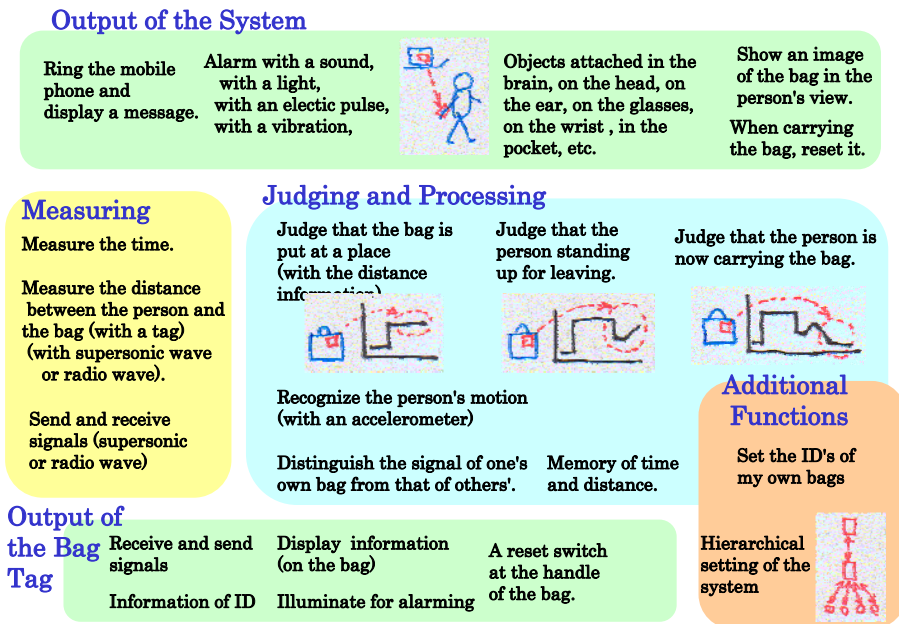 Output of the System
Ring the mobile
phone and
display a message.
Alarm with a sound,
with a light,
with an electic pulse,
with a vibration,
Objects attached in the
brain, on the head, on
the ear, on the glasses,
on the wrist , in the
pocket, etc.
Show an image
of the bag in the
person's view.
When carrying
the bag, reset it.
Measuring
Measure the time.
Measure the distance
between the person and
the bag (with a tag)
(with supersonic wave
or radio wave).
Send and receive
signals (supersonic
or radio wave)
Judging and Processing
Judge that the bag is
put at a place
(with the distance
information)
Judge that the
person standing
up for leaving.
Judge that the person is
now carrying the bag.
Recognize the person's motion
(with an accelerometer)
Distinguish the signal of one's
own bag from that of others'.
Memory of time
and distance.
Additional
Functions
Set the ID's of
my own bags
Hierarchical
setting of the
system
Output of
the Bag
Tag
Receive and send
signals
Information of ID
Display information
(on the bag)
Illuminate for alarming
A reset switch
at the handle
of the bag.